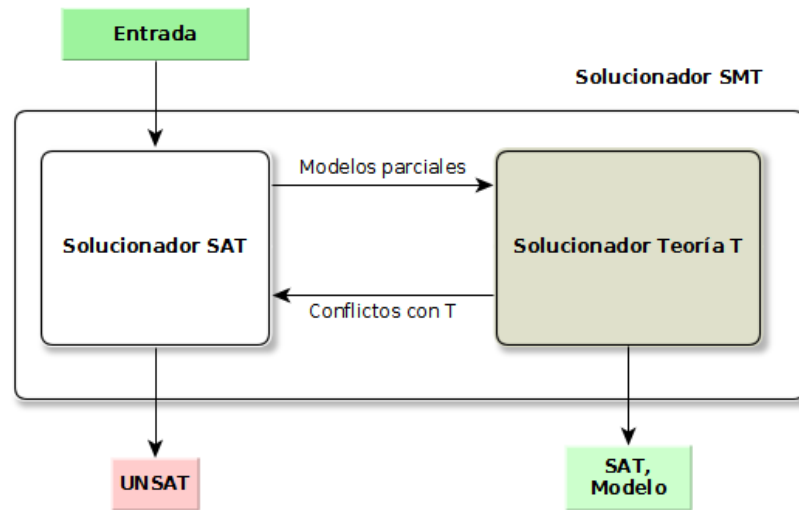 Entrada
Solucionador SMT
Modelos parciales
Solucionador SAT
Solucionador Teoría T
Conflictos con T
UNSAT
SAT,
Modelo